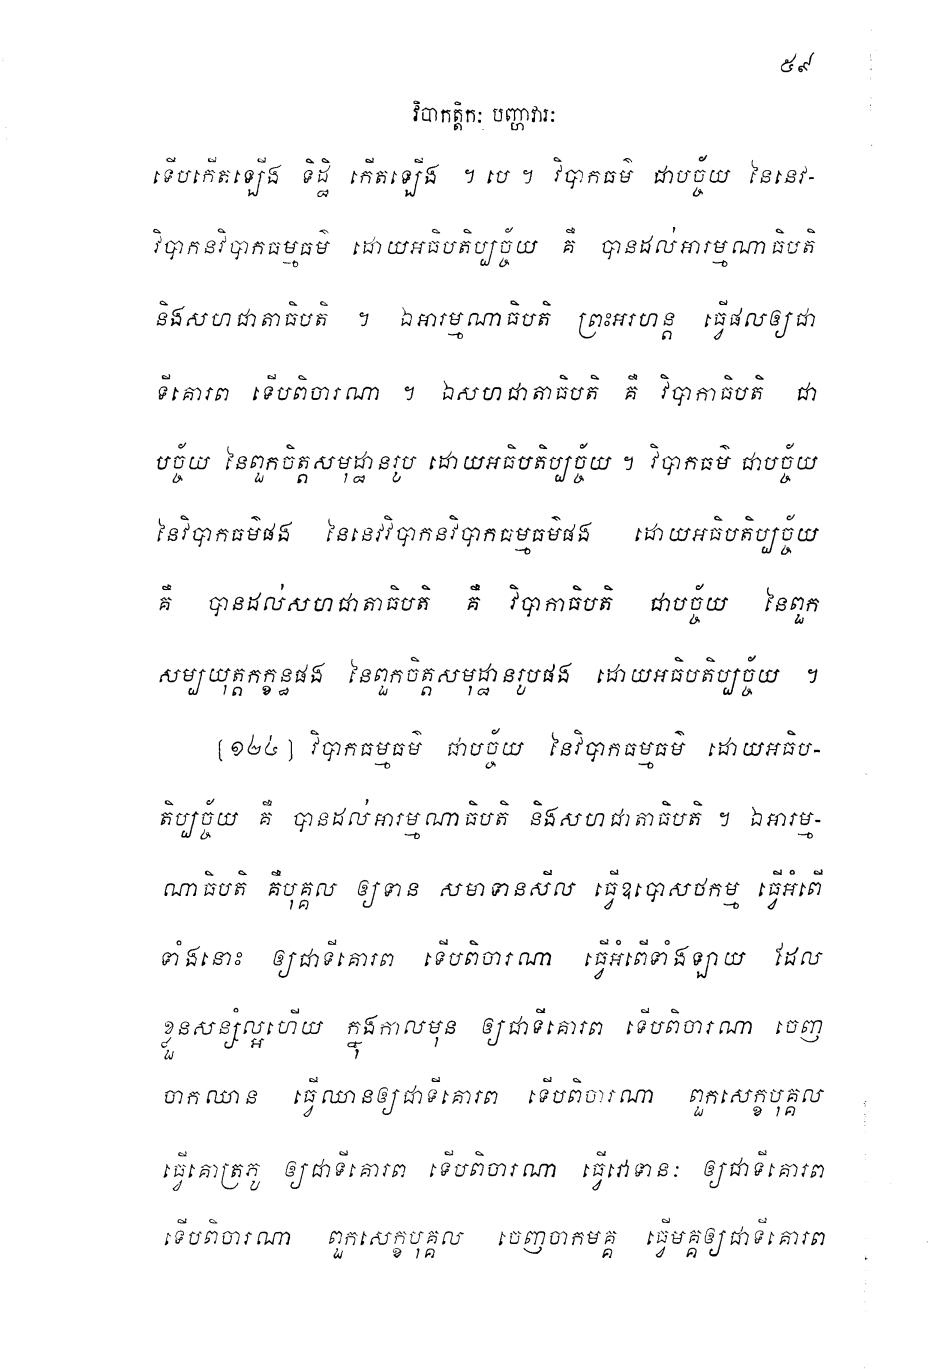 ៥៩
វិបាកត្តិកៈ បញ្ហាវារៈ
ទើបកើតឡើង ទិដ្ឋិ កើតឡើង ។ បេ ។ វិបាកធម៌ ជាបច្ច័យ នៃនេវ-
វិបាកនវិបាកធម្មធម៌ ដោយអធិបតិប្បច្ច័យ គឺ បានដល់អារម្មណាធិបតិ
និងសហជាតាធិបតិ ។ ឯអារម្មណាធិបតិ ព្រះអរហន្ត ធ្វើផលឲ្យជា
ទីគោរព ទើបពិចារណា ។ ឯសហជាតាធិបតិ គឺ វិបាកាធិបតិ ជា
បច្ច័យ នៃពួកចិត្តសមុដ្ឋានរូប ដោយអធិបតិប្បច្ច័យ ។ វិបាកធម៌ ជាបច្ច័យ
នៃវិបាកធម៌ផង នៃនេវវិបាកនវិបាកធម្មធម៌ផង ដោយអធិបតិប្បច្ច័យ
គឺ បានដល់សហជាតាធិបតិ គឺ វិបាកាធិបតិ ជាបច្ច័យ នៃពួក
សម្បយុត្តកក្ខន្ធផង នៃពួកចិត្តសមុដ្ឋានរូបផង ដោយអធិបតិប្បច្ច័យ ។
[១២៤] វិបាកធម្មធម៌ ជាបច្ច័យ នៃវិបាកធម្មធម៌ ដោយអធិប-
តិប្បច្ច័យ គឺ បានដល់អារម្មណាធិបតិ និងសហជាតាធិបតិ ។ ឯអារម្ម-
ណាធិបតិ គឺបុគ្គល ឲ្យទាន សមាទានសីល ធ្វើឧបោសថកម្ម ធ្វើអំពើ
ទាំងនោះ ឲ្យជាទីគោរព ទើបពិចារណា ធ្វើអំពើទាំងឡាយ ដែល
ខ្លួនសន្សំល្អហើយ ក្នុងកាលមុន ឲ្យជាទីគោរព ទើបពិចារណា ចេញ
ចាកឈាន ធ្វើឈានឲ្យជាទីគោរព ទើបពិចារណា ពួកសេក្ខបុគ្គល
ធ្វើគោត្រភូ ឲ្យជាទីគោរព ទើបពិចារណា ធ្វើវោទានៈ ឲ្យជាទីគោរព
ទើបពិចារណា ពួកសេក្ខបុគ្គល ចេញចាកមគ្គ ធ្វើមគ្គឲ្យជាទីគោរព